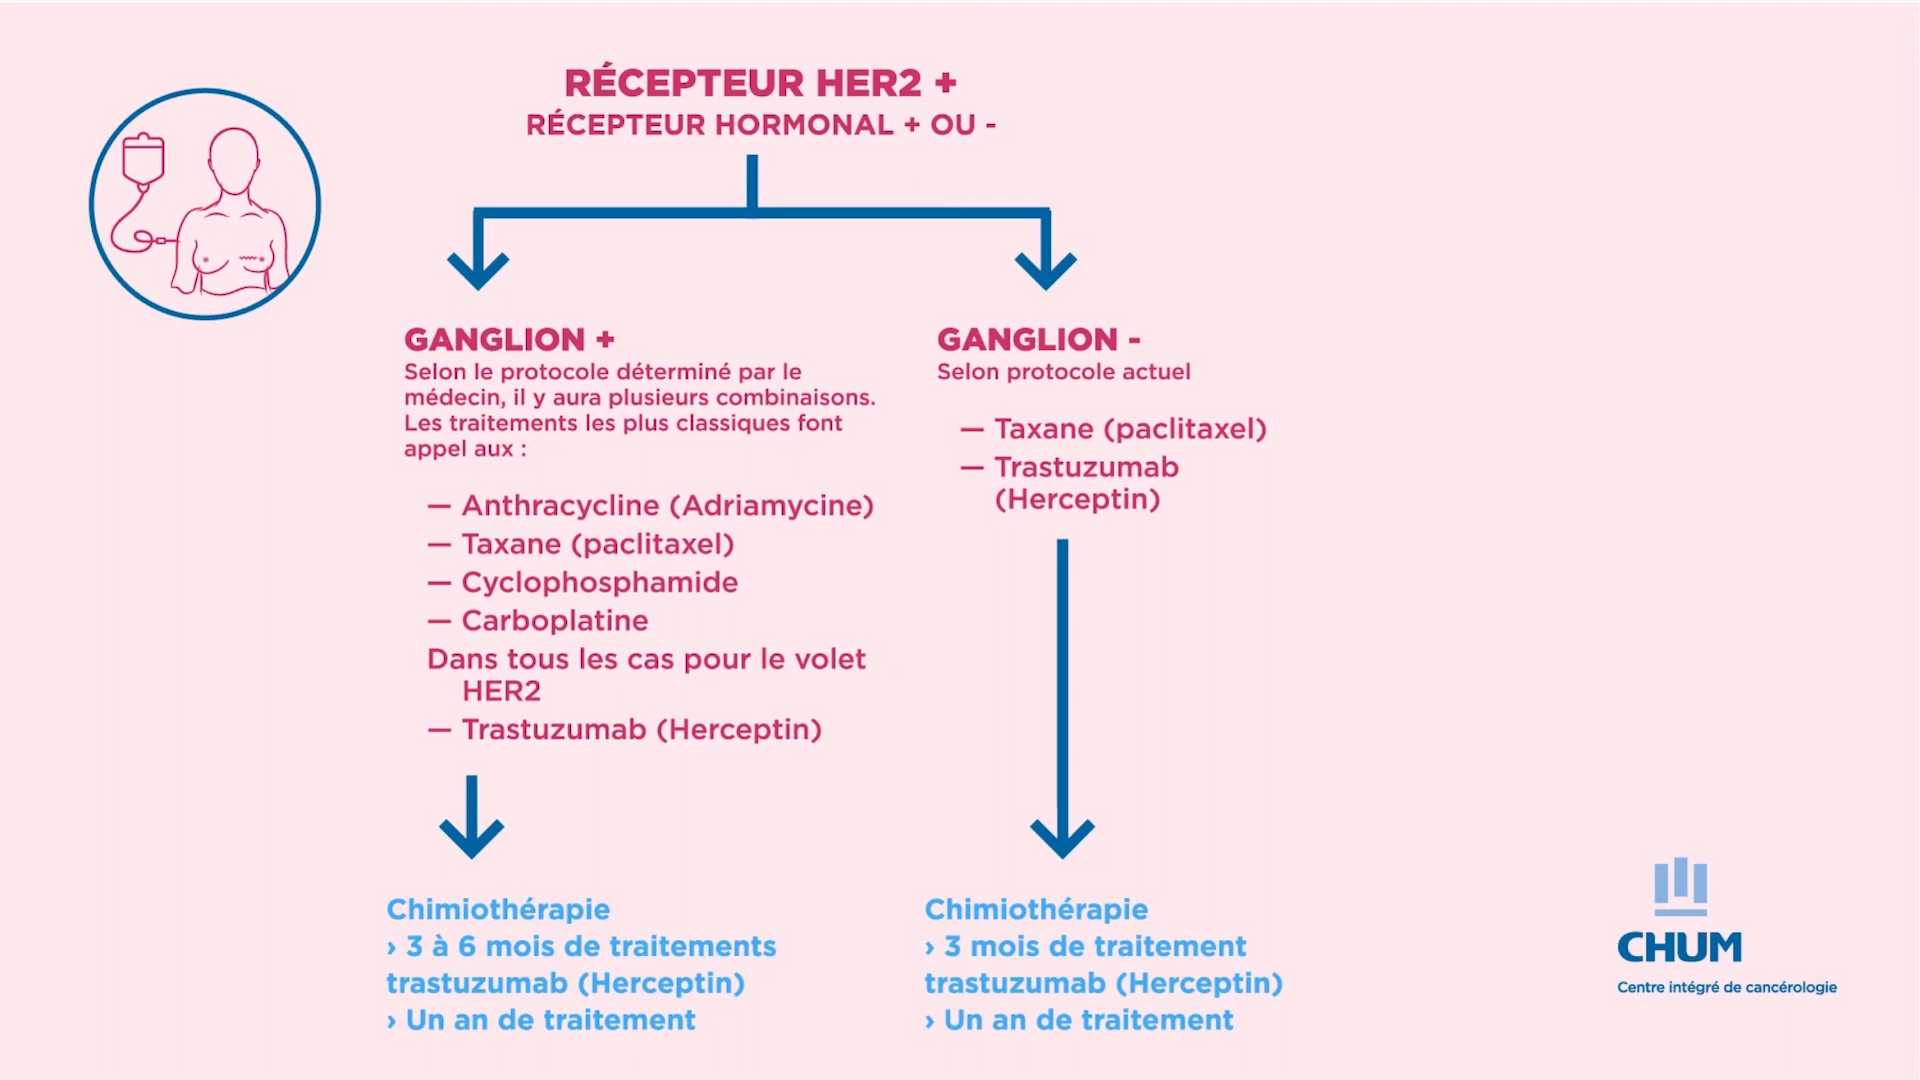 RÉCEPTEUR HER2 +
RÉCEPTEUR HORMONAL + OU -
GANGLION +
Selon le protocole déterminé par le
médecin, il y aura plusieurs combinaisons.
Les traitements les plus classiques font
appel aux :
— Anthracycline (Adriamycine)
— Taxane (paclitaxel)
— Cyclophosphamide
— Carboplatine
Dans tous les cas pour le volet
HER2
— Trastuzumab (Herceptin)
Chimiothérapie
› 3 à 6 mois de traitements
trastuzumab (Herceptin)
› Un an de traitement
GANGLION -
Selon protocole actuel
— Taxane (paclitaxel)
— Trastuzumab
(Herceptin)
Chimiothérapie
› 3 mois de traitement
trastuzumab (Herceptin)
› Un an de traitement
CHUM
Centre intégré de cancérologie